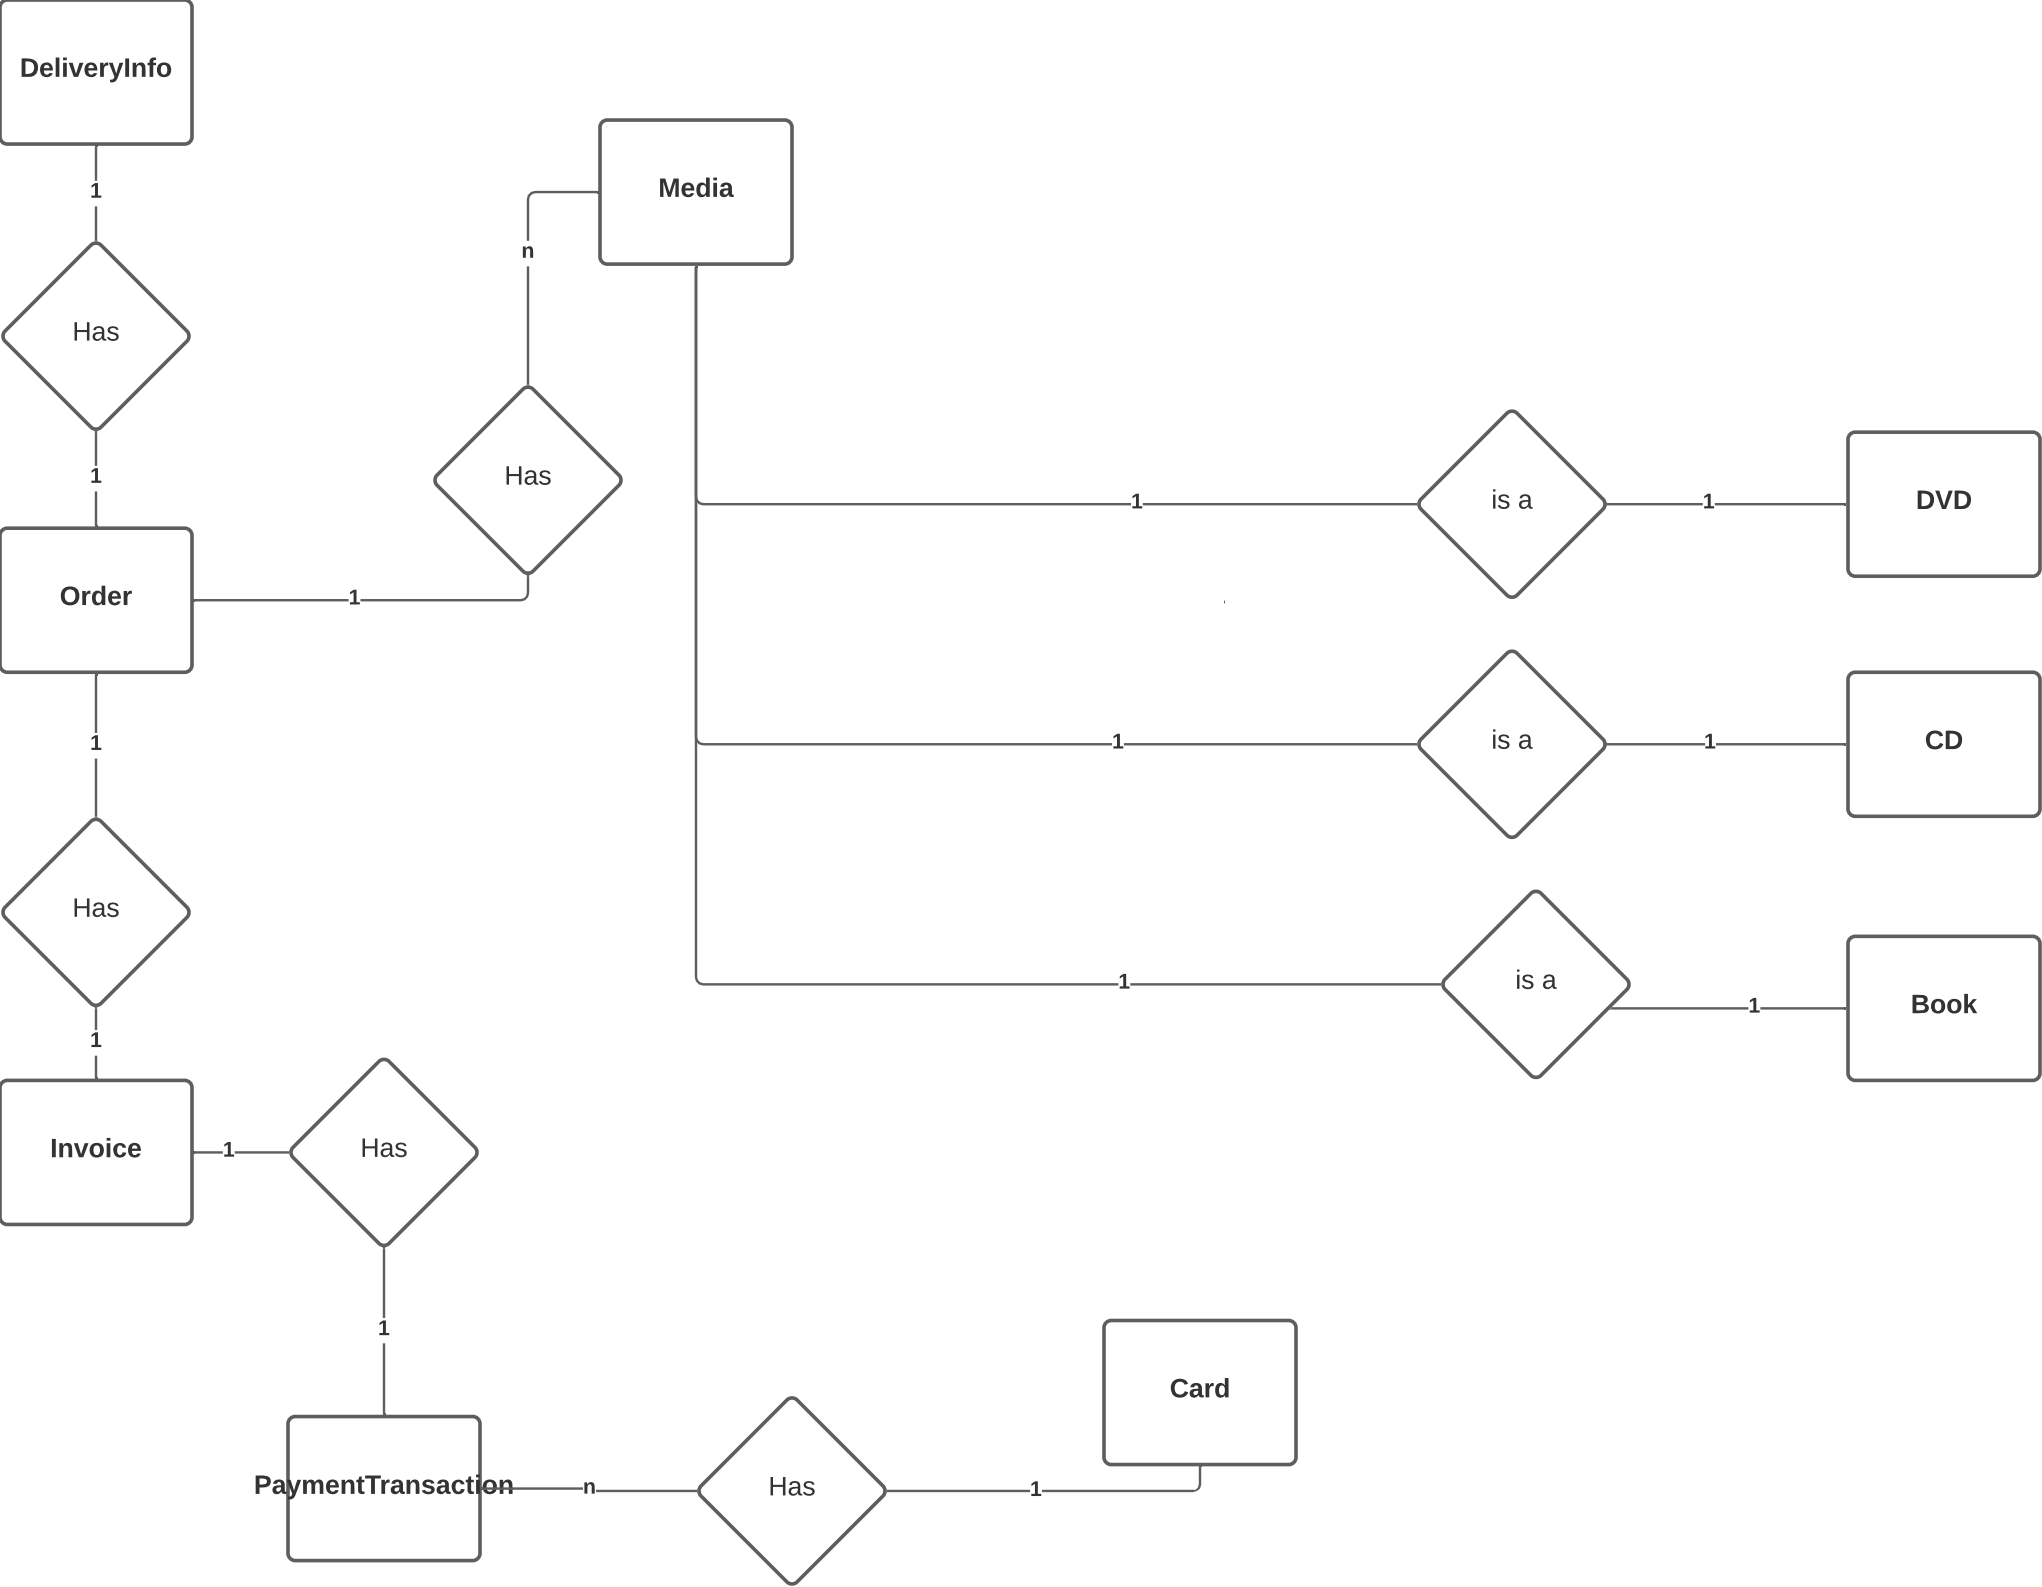 DeliveryInfo
1
Has
1
Order
1
Has
n
Media
1
is a
1
DVD
1
is a
1
CD
1
is a
1
Book
1
Has
1
Invoice
1
Has
1
PaymentTransaction
n
Has
1
Card